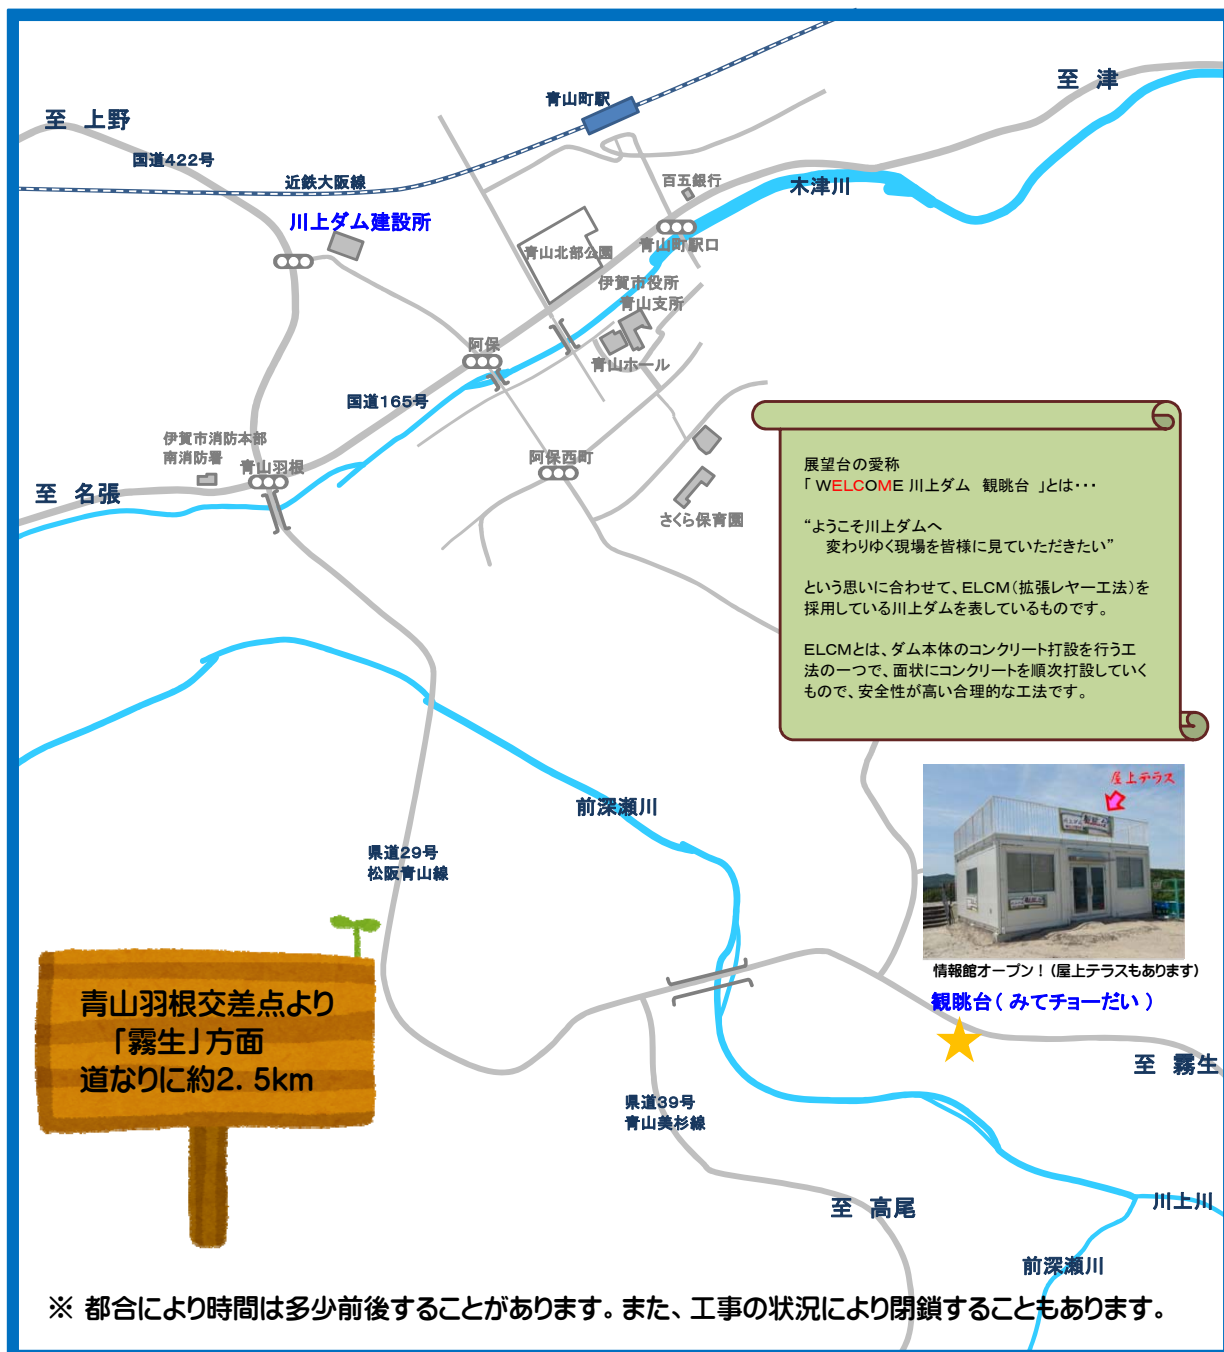 青山町駅
至 津
至 上野
国道422号
近鉄大阪線
百五銀行
木津川
川上ダム建設所
青山町駅口
青山北部公園
伊賀市役所
青山支所
阿保
青山ホール
国道165号
伊賀市消防本部
南消防署
青山羽根
阿保西町
至 名張
さくら保育園
展望台の愛称
「 WELCOME 川上ダム 観眺台 」とは・・・
“ようこそ川上ダムへ
変わりゆく現場を皆様に見ていただきたい”
という思いに合わせて、ELCM(拡張レヤー工法)を
採用している川上ダムを表しているものです。
ELCMとは、ダム本体のコンクリート打設を行う工
法の一つで、面状にコンクリートを順次打設していく
もので、安全性が高い合理的な工法です。
屋上テラス
前深瀬川
県道29号
松阪青山線
情報館オープン！（屋上テラスもあります）
観眺台( みてチョーだい )
青山羽根交差点より
「霧生」方面
道なりに約2．5km
至 霧生
県道39号
青山美杉線
至 高尾
川上川
前深瀬川
※ 都合により時間は多少前後することがあります。また、工事の状況により閉鎖することもあります。